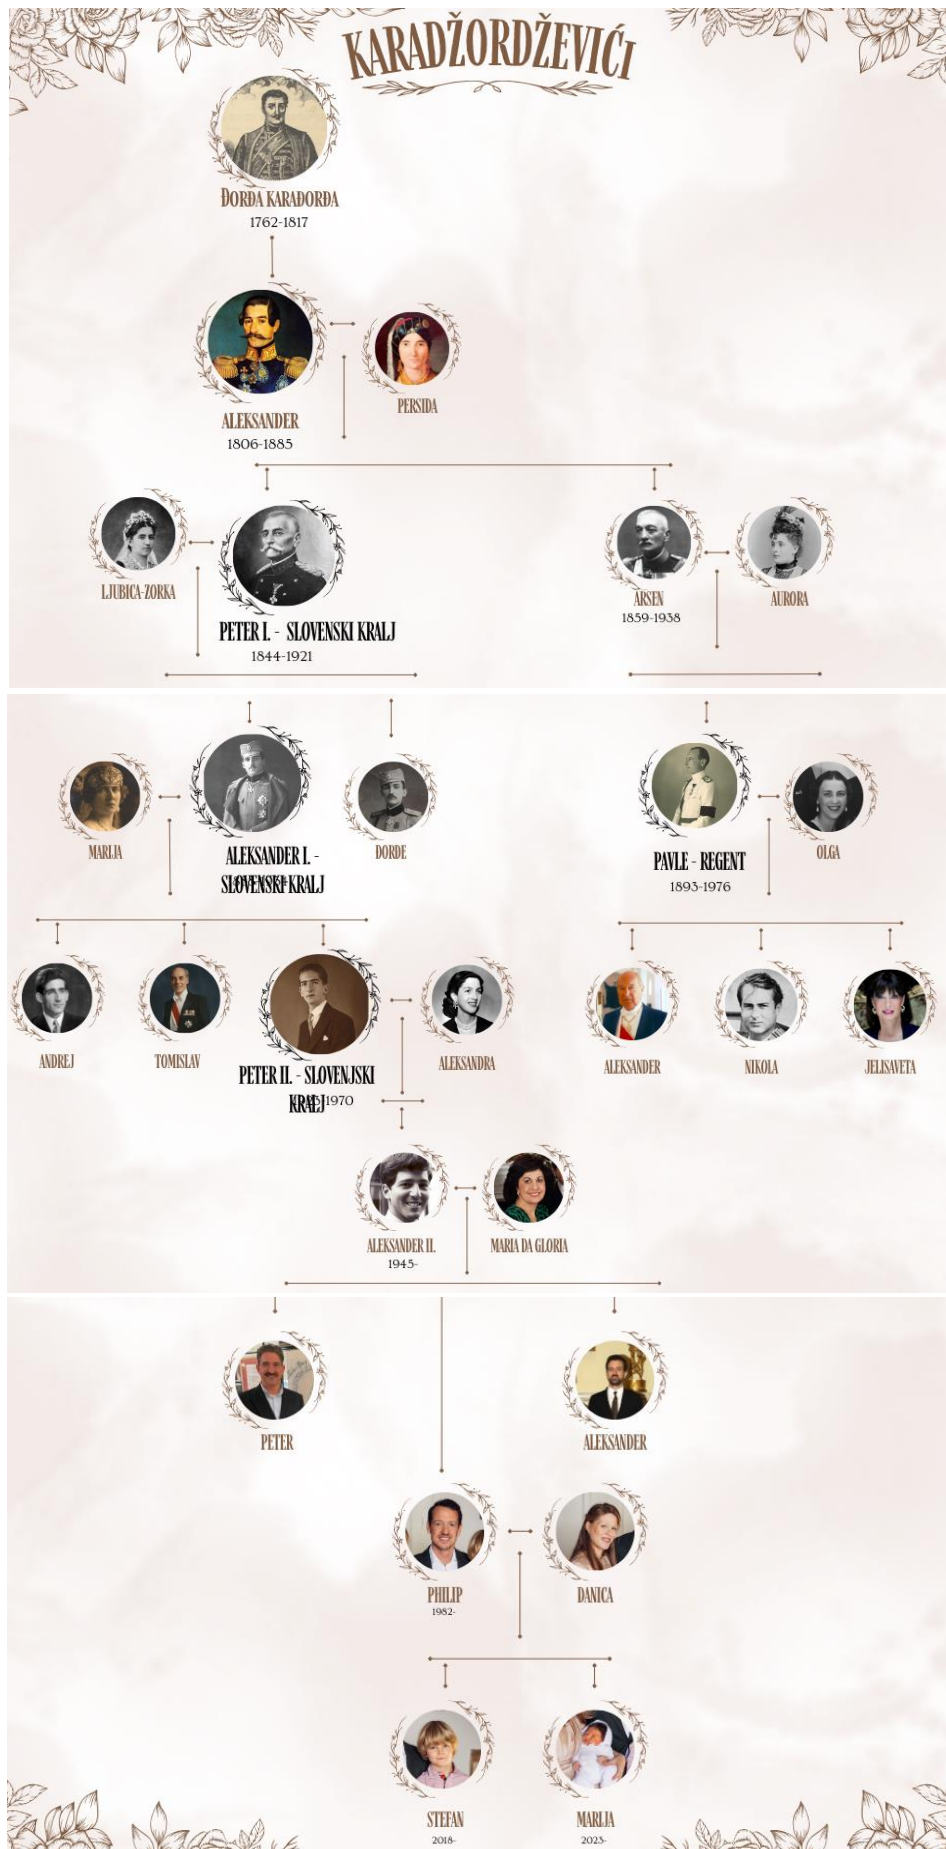 KARADŽORDŽEVIĆI
ĐORĐA KARAĐORĐA
1762-1817
ALEKSANDER
1806-1885
PERSIDA
LJUBICA-ZORKA
PETER I. - SLOVENSKI KRALJ
1844-1921
ARSEN
1859-1938
AURORA
MARIJA
ALEKSANDER I. -
SLOVENSKI KRALJ
ĐORĐE
PAVLE - REGENT
1893-1976
OLGA
ANDREJ
TOMISLAV
PETER II. - SLOVENJSKI
KRALJ
1970
ALEKSANDRA
ALEKSANDER
NIKOLA
JELISAVETA
ALEKSANDER II.
1945-
MARIA DA GLORIA
PETER
ALEKSANDER
PHILIP
1982-
DANICA
STEFAN
2018-
MARIJA
2023-